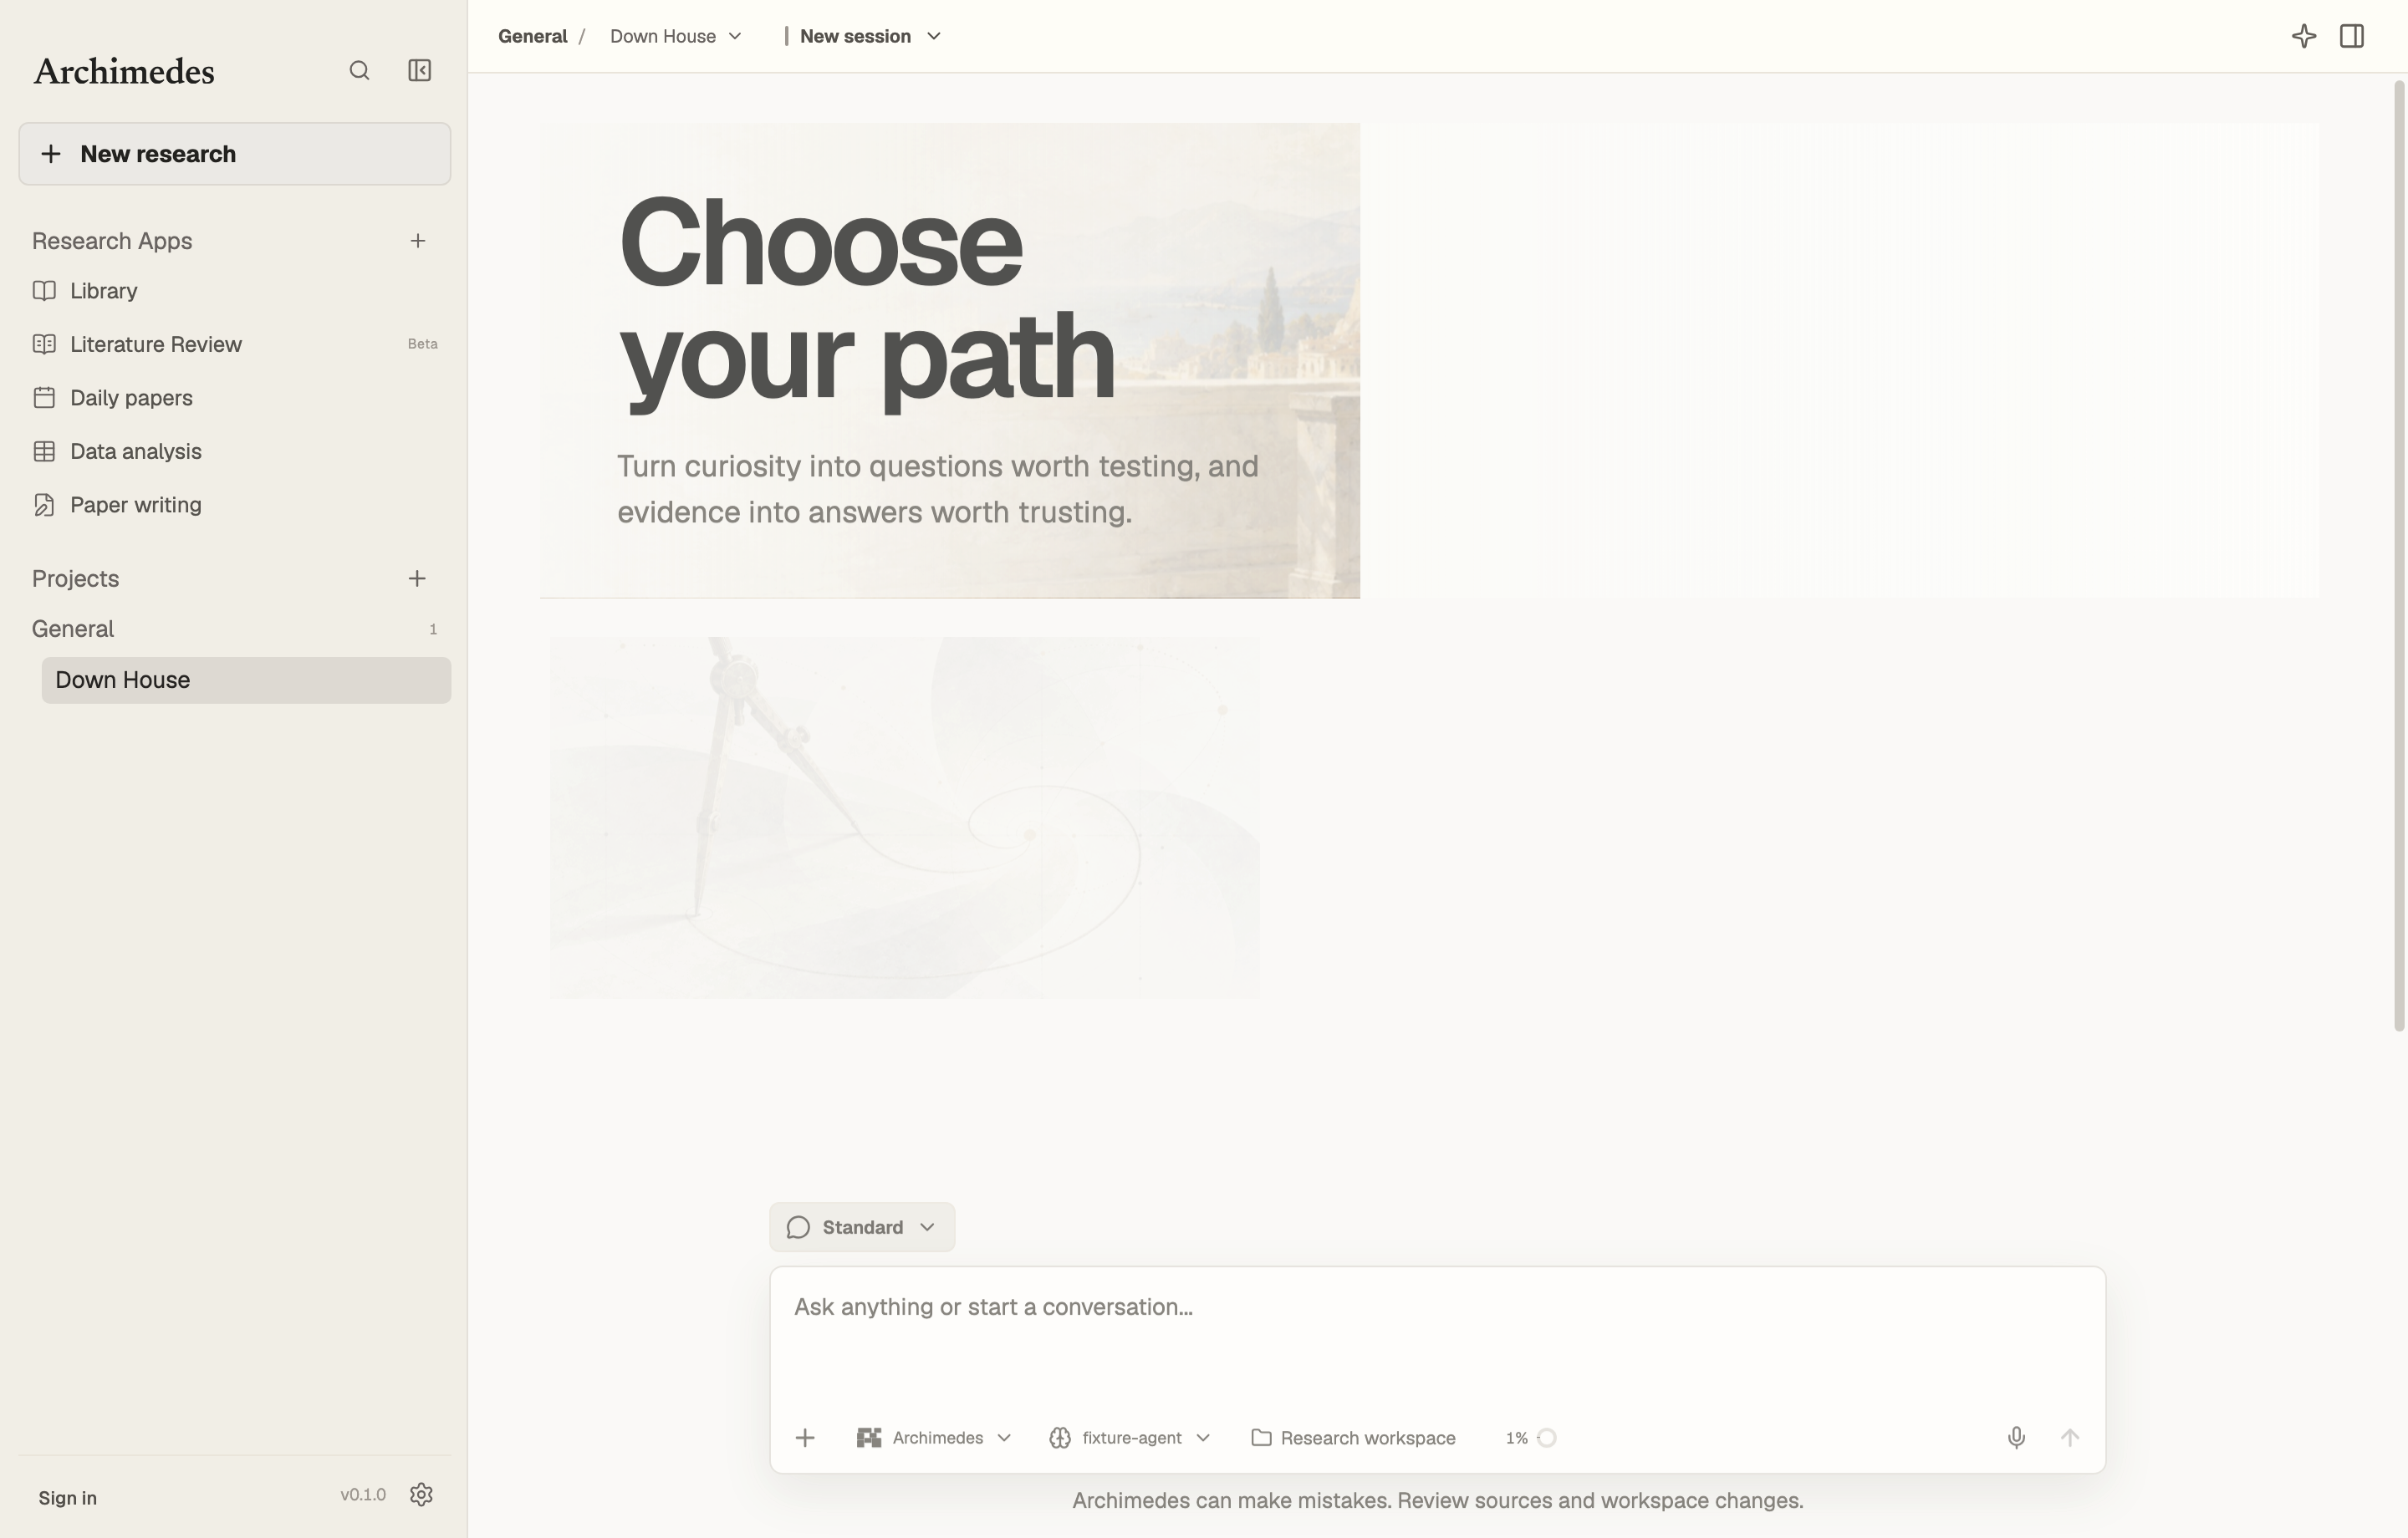 Archimedes
New research
Research Apps
Library
Literature Review Beta
Daily papers
Data analysis
Paper writing
Projects
General 1
Down House
Sign in v0.1.0
General / Down House New session
Choose
your path
Turn curiosity into questions worth testing, and
evidence into answers worth trusting.
Standard
Ask anything or start a conversation...
Archimedes fixture-agent Research workspace 1%
Archimedes can make mistakes. Review sources and workspace changes.